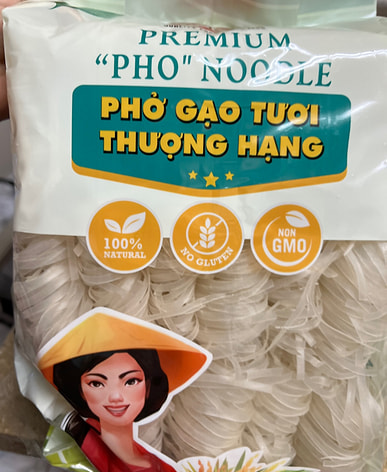 PREMIUM
“PHO" NOODLE
PHỞ GẠO TƯƠI
THƯỢNG HẠNG
100%
NATURAL
NO GLUTEN
NON
GMO